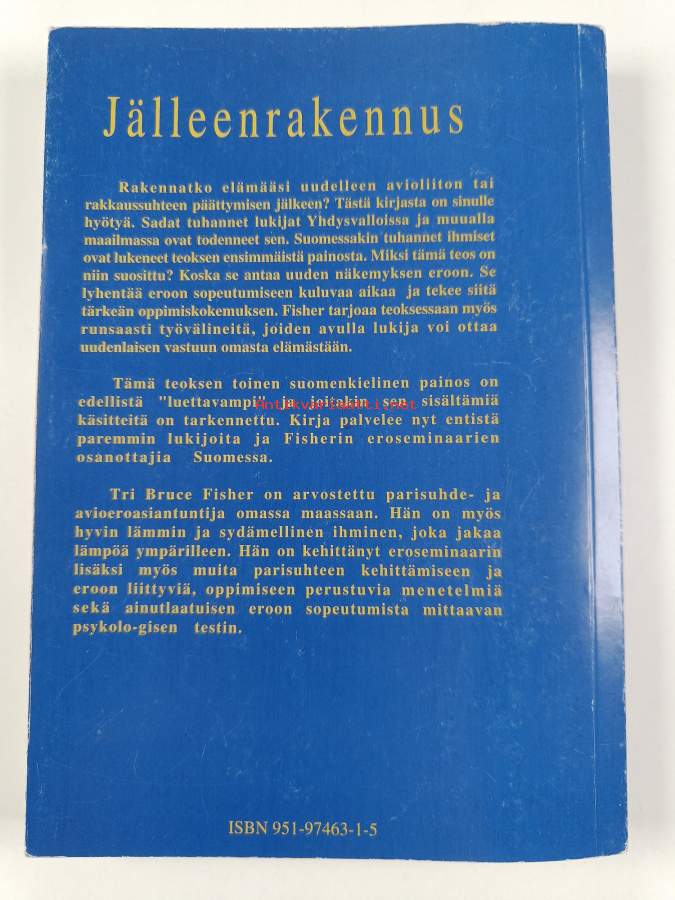 Jälleenrakennus
Rakennatko elämääsi uudelleen avioliiton tai
rakkaussuhteen päättymisen jälkeen? Tästä kirjasta on sinulle
hyötyä. Sadat tuhannet lukijat Yhdysvalloissa ja muualla
maailmassa ovat todenneet sen. Suomessakin tuhannet ihmiset
ovat lukeneet teoksen ensimmäistä painosta. Miksi tämä teos on
niin suosittu? Koska se antaa uuden näkemyksen eroon. Se
lyhentää eroon sopeutumiseen kuluvaa aikaa ja tekee siitä
tärkeän oppimiskokemuksen. Fisher tarjoaa teoksessaan myös
runsaasti työvälineitä, joiden avulla lukija voi ottaa
uudenlaisen vastuun omasta elämästään.
Tämä teoksen toinen suomenkielinen painos on
edellistä "luettavampi" ja joitakin sen sisältämiä
käsitteitä on tarkennettu. Kirja palvelee nyt entistä
paremmin lukijoita ja Fisherin eroseminaarien
osanottajia Suomessa.
Tri Bruce Fisher on arvostettu parisuhde- ja
avioeroasiantuntija omassa maassaan. Hän on myös
hyvin lämmin ja sydämellinen ihminen, joka jakaa
lämpöä ympärilleen. Hän on kehittänyt eroseminaarin
lisäksi myös muita parisuhteen kehittämiseen ja
eroon liittyviä, oppimiseen perustuvia menetelmiä
sekä ainutlaatuisen eroon sopeutumista mittaavan
psykolo-gisen testin.
ISBN 951-97463-1-5
Antikvariaatti.net